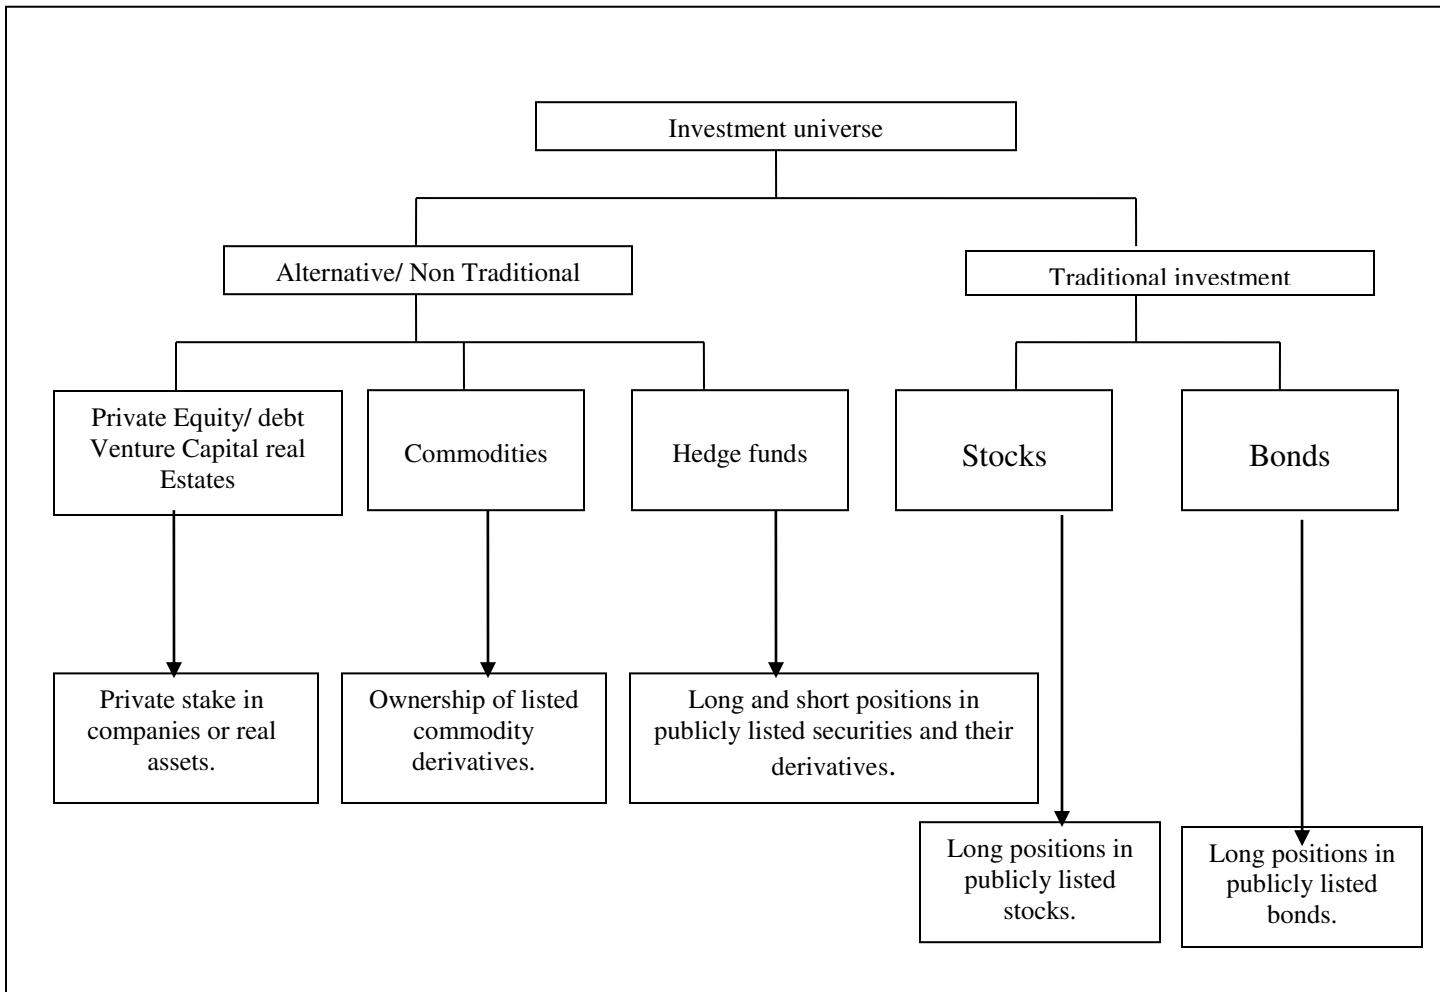 Investment universe
Alternative/ Non Traditional
Traditional investment
Private Equity/ debt
Venture Capital real
Estates
Commodities
Hedge funds
Stocks
Bonds
Private stake in
companies or real
assets.
Ownership of listed
commodity
derivatives.
Long and short positions in
publicly listed securities and their
derivatives.
Long positions in
publicly listed
stocks.
Long positions in
publicly listed
bonds.